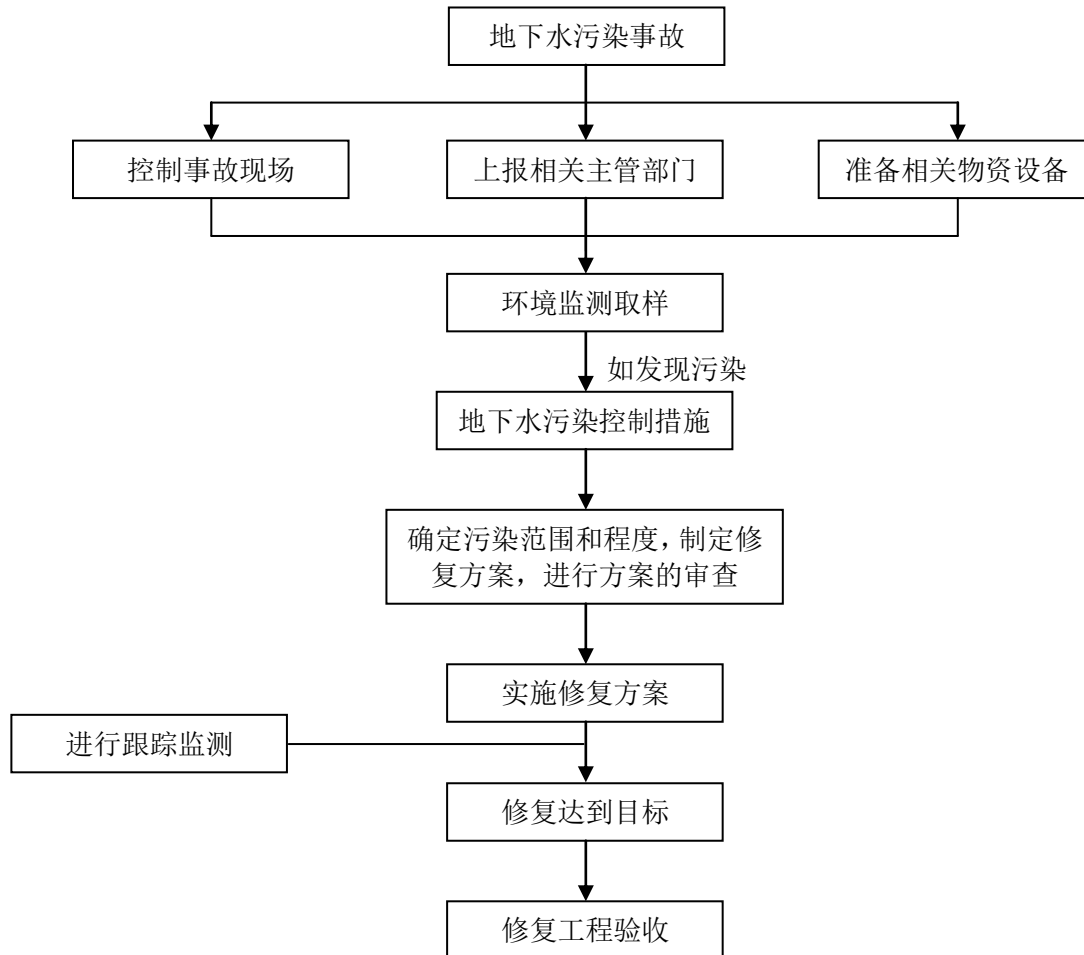 地下水污染事故
控制事故现场
上报相关主管部门
准备相关物资设备
环境监测取样
如发现污染
地下水污染控制措施
确定污染范围和程度，制定修
复方案，进行方案的审查
实施修复方案
进行跟踪监测
修复达到目标
修复工程验收